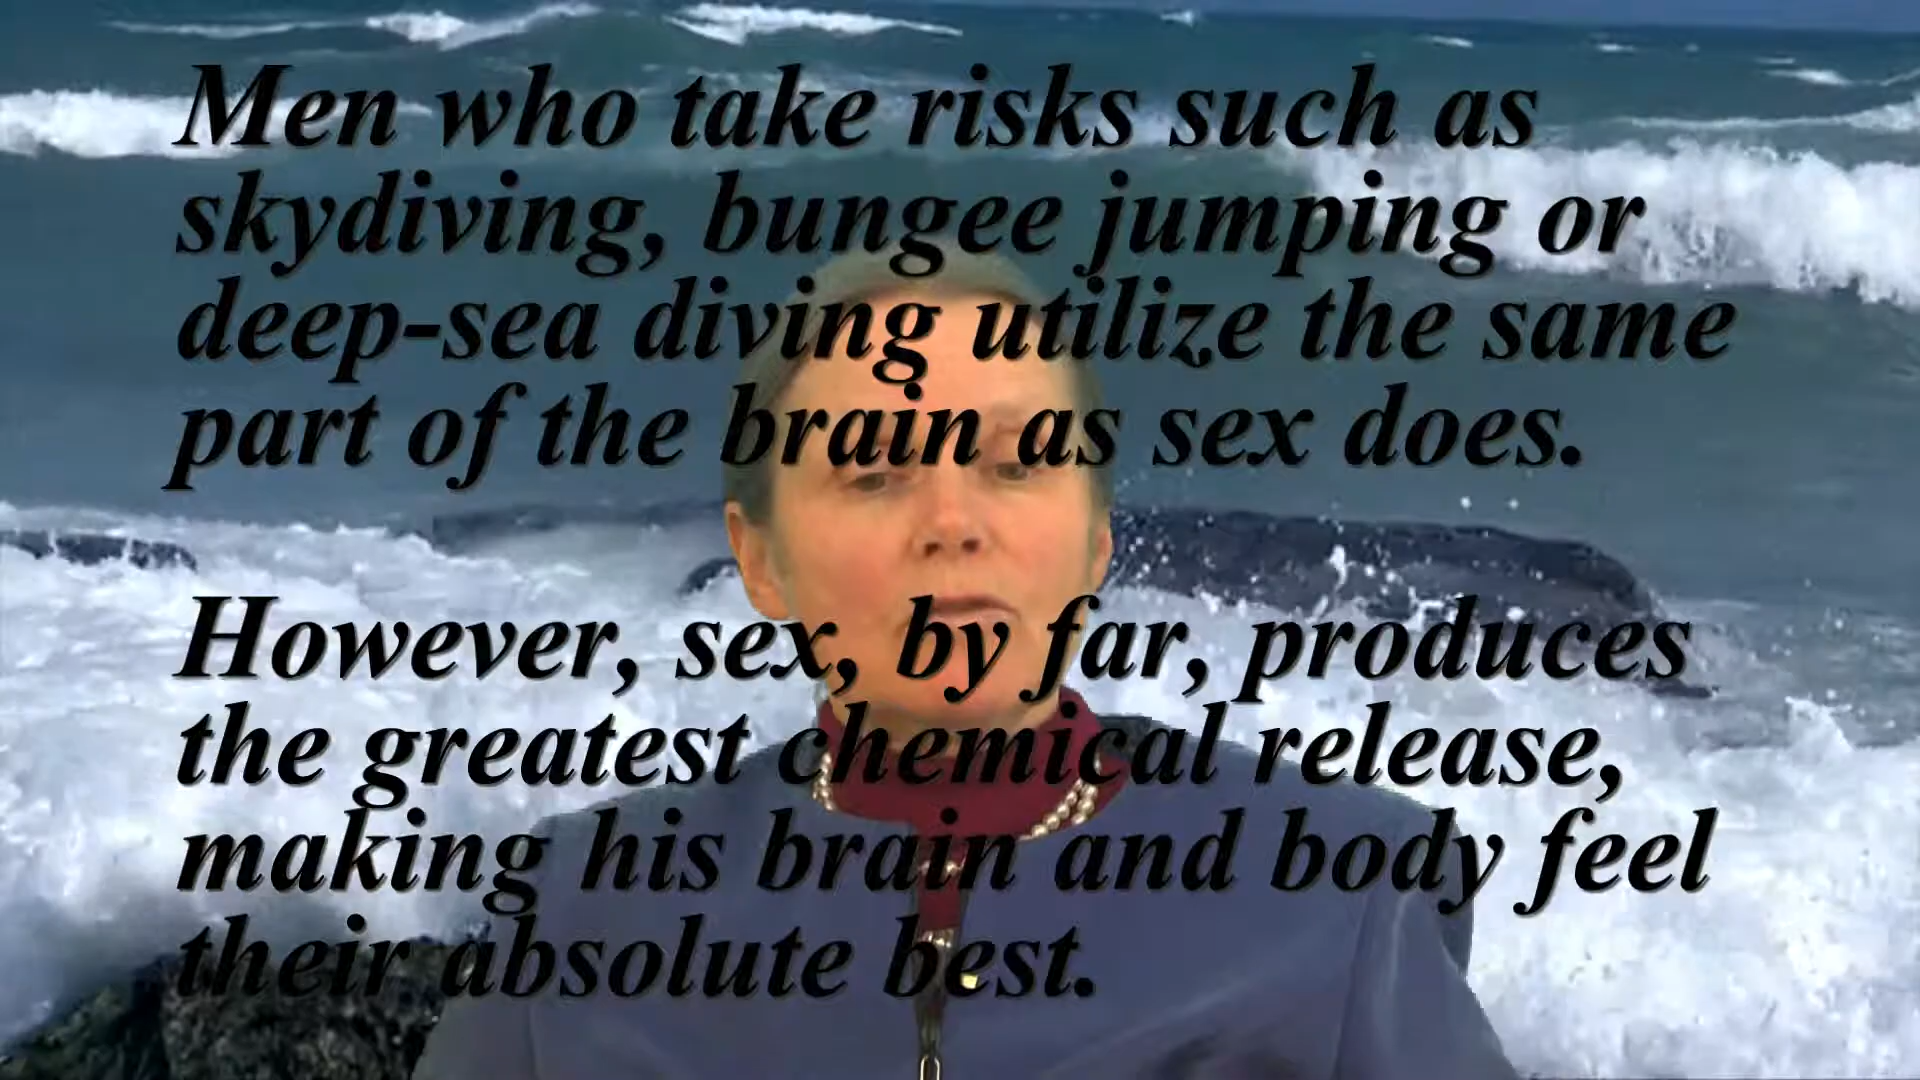 Men who take risks such as
skydiving, bungee jumping or
deep-sea diving utilize the same
part of the brain as sex does.
However, sex, by far, produces
the greatest chemical release,
making his brain and body feel
their absolute best.